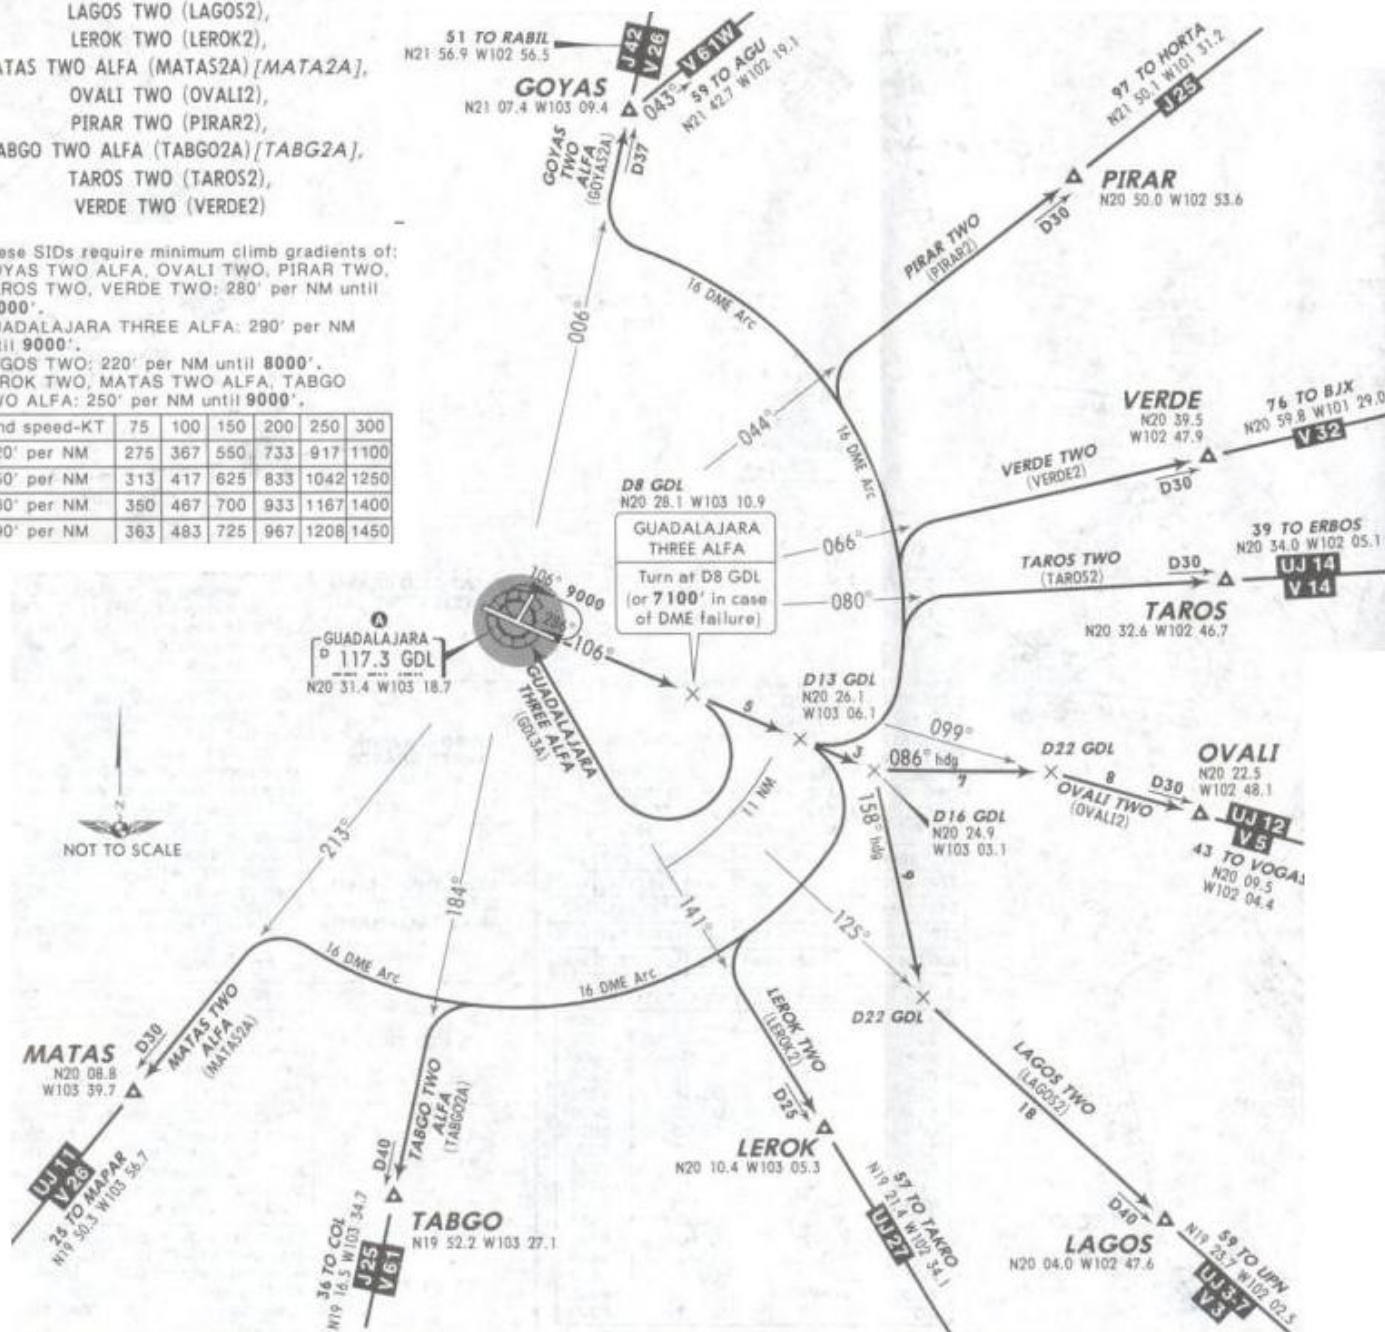 LAGOS TWO (LAGOS2),
LEROK TWO (LEROK2),
ATAS TWO ALFA (MATAS2A) [MATA2A],
OVALI TWO (OVALI2),
PIRAR TWO (PIRAR2),
ABGO TWO ALFA (TABGO2A) [TABG2A],
TAROS TWO (TAROS2),
VERDE TWO (VERDE2)
ese SIDs require minimum climb gradients of:
OYAS TWO ALFA, OVALI TWO, PIRAR TWO,
AROS TWO, VERDE TWO: 280' per NM until
000'.
UADALAJARA THREE ALFA: 290' per NM
til 9000'.
GOS TWO: 220' per NM until 8000'.
ROK TWO, MATAS TWO ALFA, TABGO
WO ALFA: 250' per NM until 9000'.
nd speed-KT 75 100 150 200 250 300
20' per NM 275 367 550 733 917 1100
50' per NM 313 417 625 833 1042 1250
80' per NM 350 467 700 933 1167 1400
90' per NM 363 483 725 967 1208 1450
51 TO RABIL
N21 56.9 W102 56.5
J42
V 26
V 61W
GOYAS
N21 07.4 W103 09.4
043°
59 TO AGU
N21 42.7 W102 19.1
GOYAS
TWO
ALFA
(GOYAS2A)
D37
97 TO HORTA
N21 50.1 W101 31.2
J25
PIRAR
N20 50.0 W102 53.6
D30
PIRAR TWO
(PIRAR2)
16 DME Arc
006°
044°
16 DME Arc
VERDE
N20 39.5
W102 47.9
76 TO BJX
N20 59.8 W101 29.0
V 32
VERDE TWO
(VERDE2)
D30
066°
39 TO ERBOS
N20 34.0 W102 05.1
UJ 14
V 14
TAROS TWO
(TAROS2)
D30
080°
TAROS
N20 32.6 W102 46.7
D8 GDL
N20 28.1 W103 10.9
GUADALAJARA
THREE ALFA
Turn at D8 GDL
(or 7100' in case
of DME failure)
106° 9000
286°
106°
A
GUADALAJARA
D 117.3 GDL
N20 31.4 W103 18.7
GUADALAJARA
THREE ALFA
(GDL3A)
5
D13 GDL
N20 26.1
W103 06.1
3
099°
086° hdg
7
D22 GDL
8
OVALI TWO
(OVALI2)
D30
OVALI
N20 22.5
W102 48.1
UJ 12
V 5
43 TO VOGAS
N20 09.5
W102 04.4
D16 GDL
N20 24.9
W103 03.1
158° hdg
9
11 NM
NOT TO SCALE
213°
184°
141°
125°
D22 GDL
16 DME Arc
16 DME Arc
MATAS TWO
ALFA
(MATAS2A)
D30
MATAS
N20 08.8
W103 39.7
UJ 11
V 26
25 TO MAPAR
N19 50.3 W103 56.7
TABGO TWO
ALFA
(TABGO2A)
D40
TABGO
N19 52.2 W103 27.1
36 TO COL
N19 16.5 W103 34.7
J25
V 61
LEROK TWO
(LEROK2)
D25
LEROK
N20 10.4 W103 05.3
57 TO TAKRO
N19 21.4 W102 34.1
UJ 27
LAGOS TWO
(LAGOS2)
18
D40
LAGOS
N20 04.0 W102 47.6
59 TO UPN
N19 23.7 W102 02.5
UJ 37
V 3